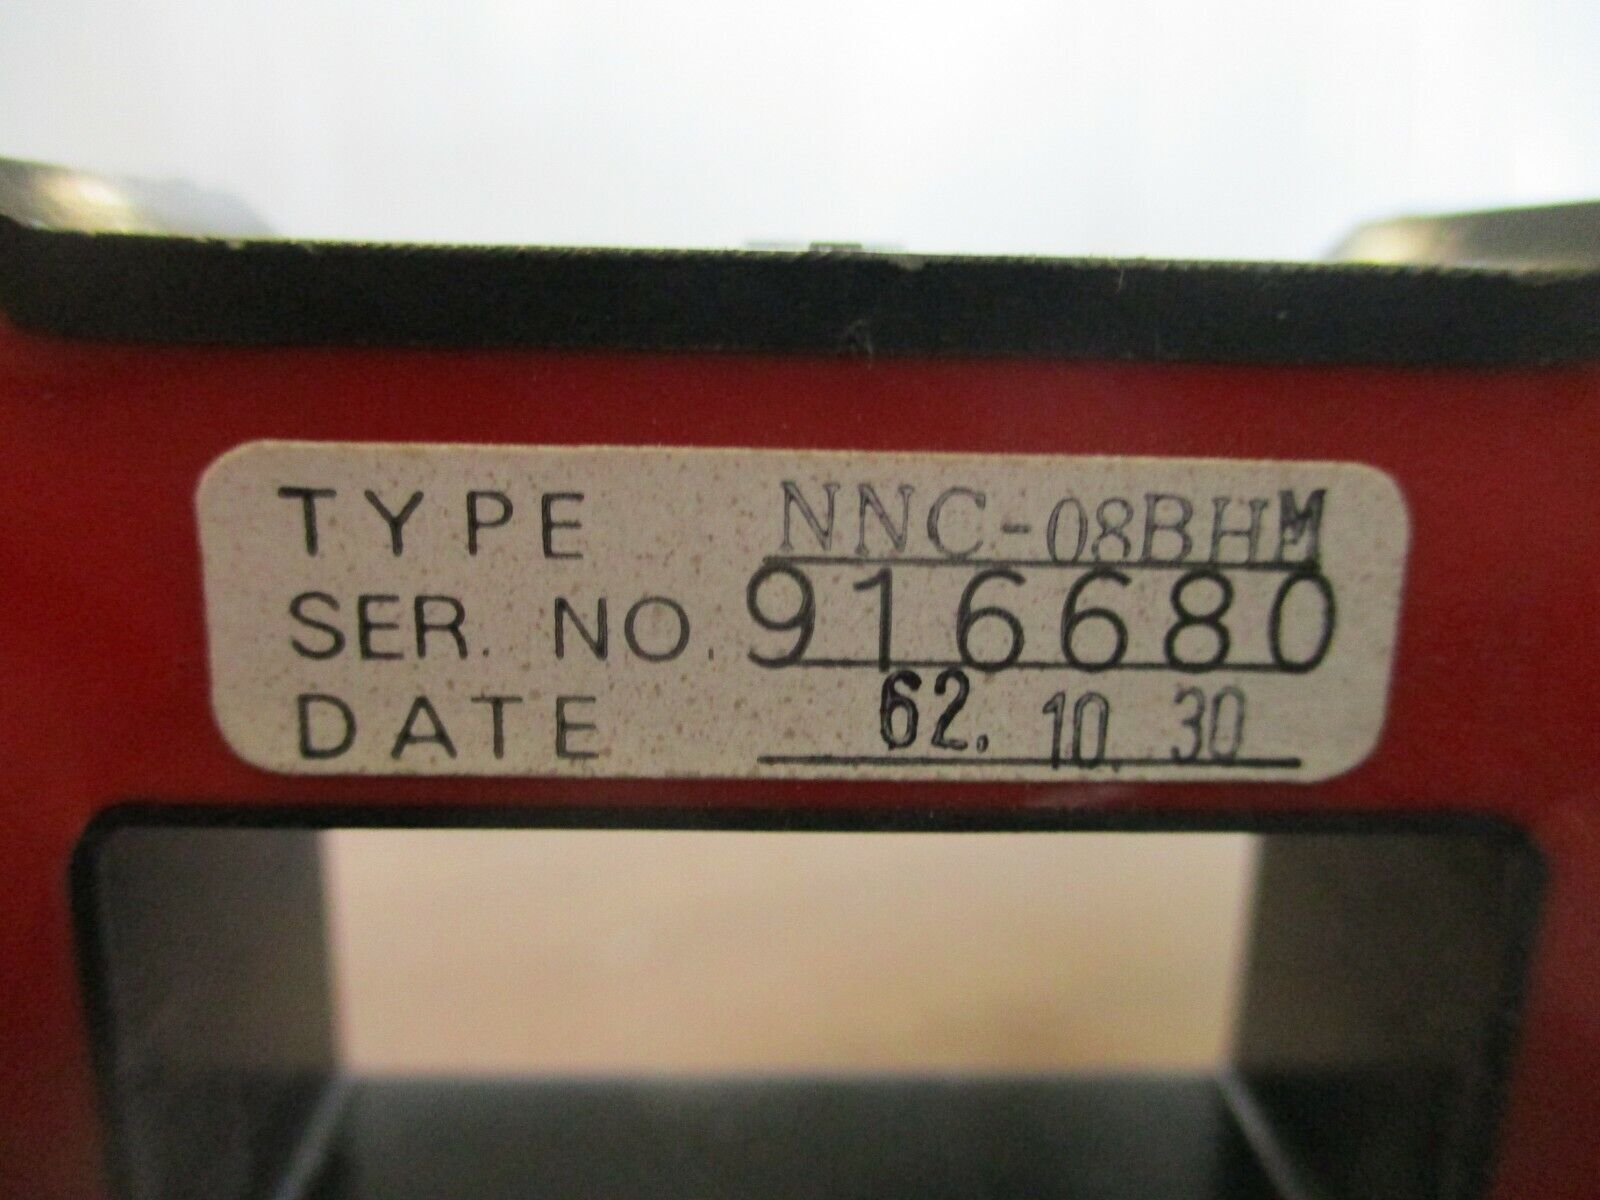 TYPE NNC-08BHM
SER. NO. 916680
DATE 62. 10. 30